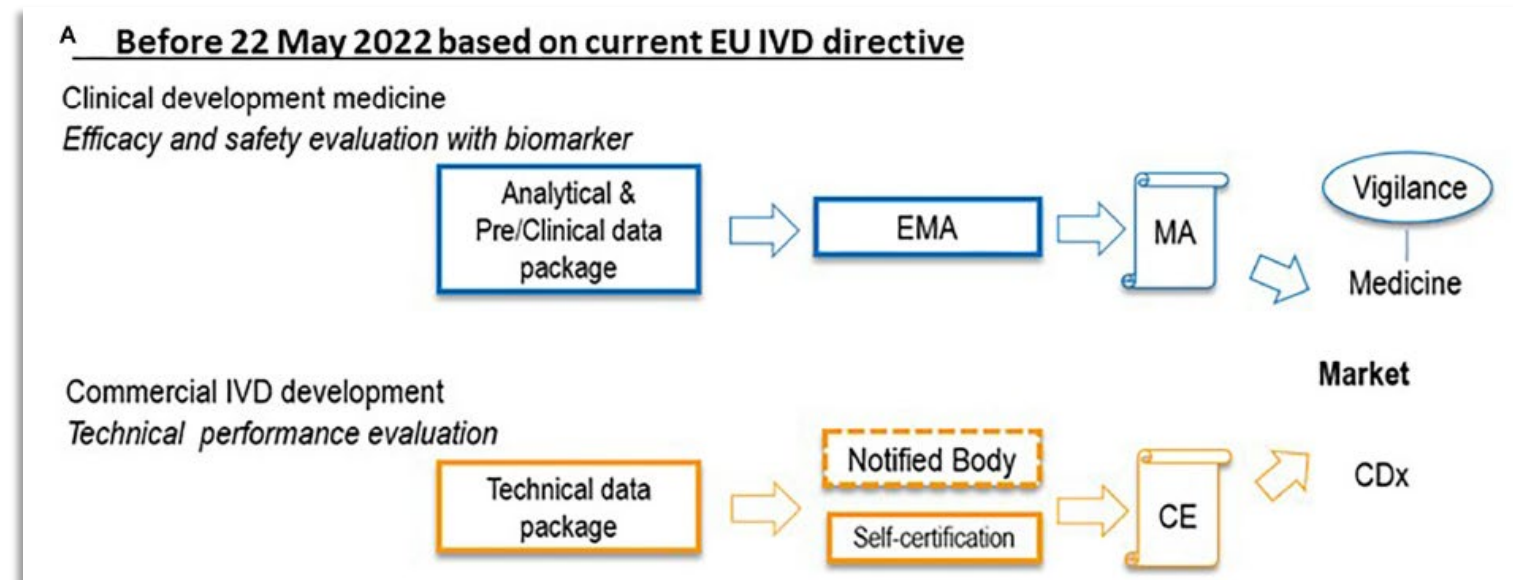 A Before 22 May 2022 based on current EU IVD directive
Clinical development medicine
Efficacy and safety evaluation with biomarker
Analytical &
Pre/Clinical data
package
EMA
MA
Vigilance
Medicine
Market
Commercial IVD development
Technical performance evaluation
Technical data
package
Notified Body
Self-certification
CE
CDx